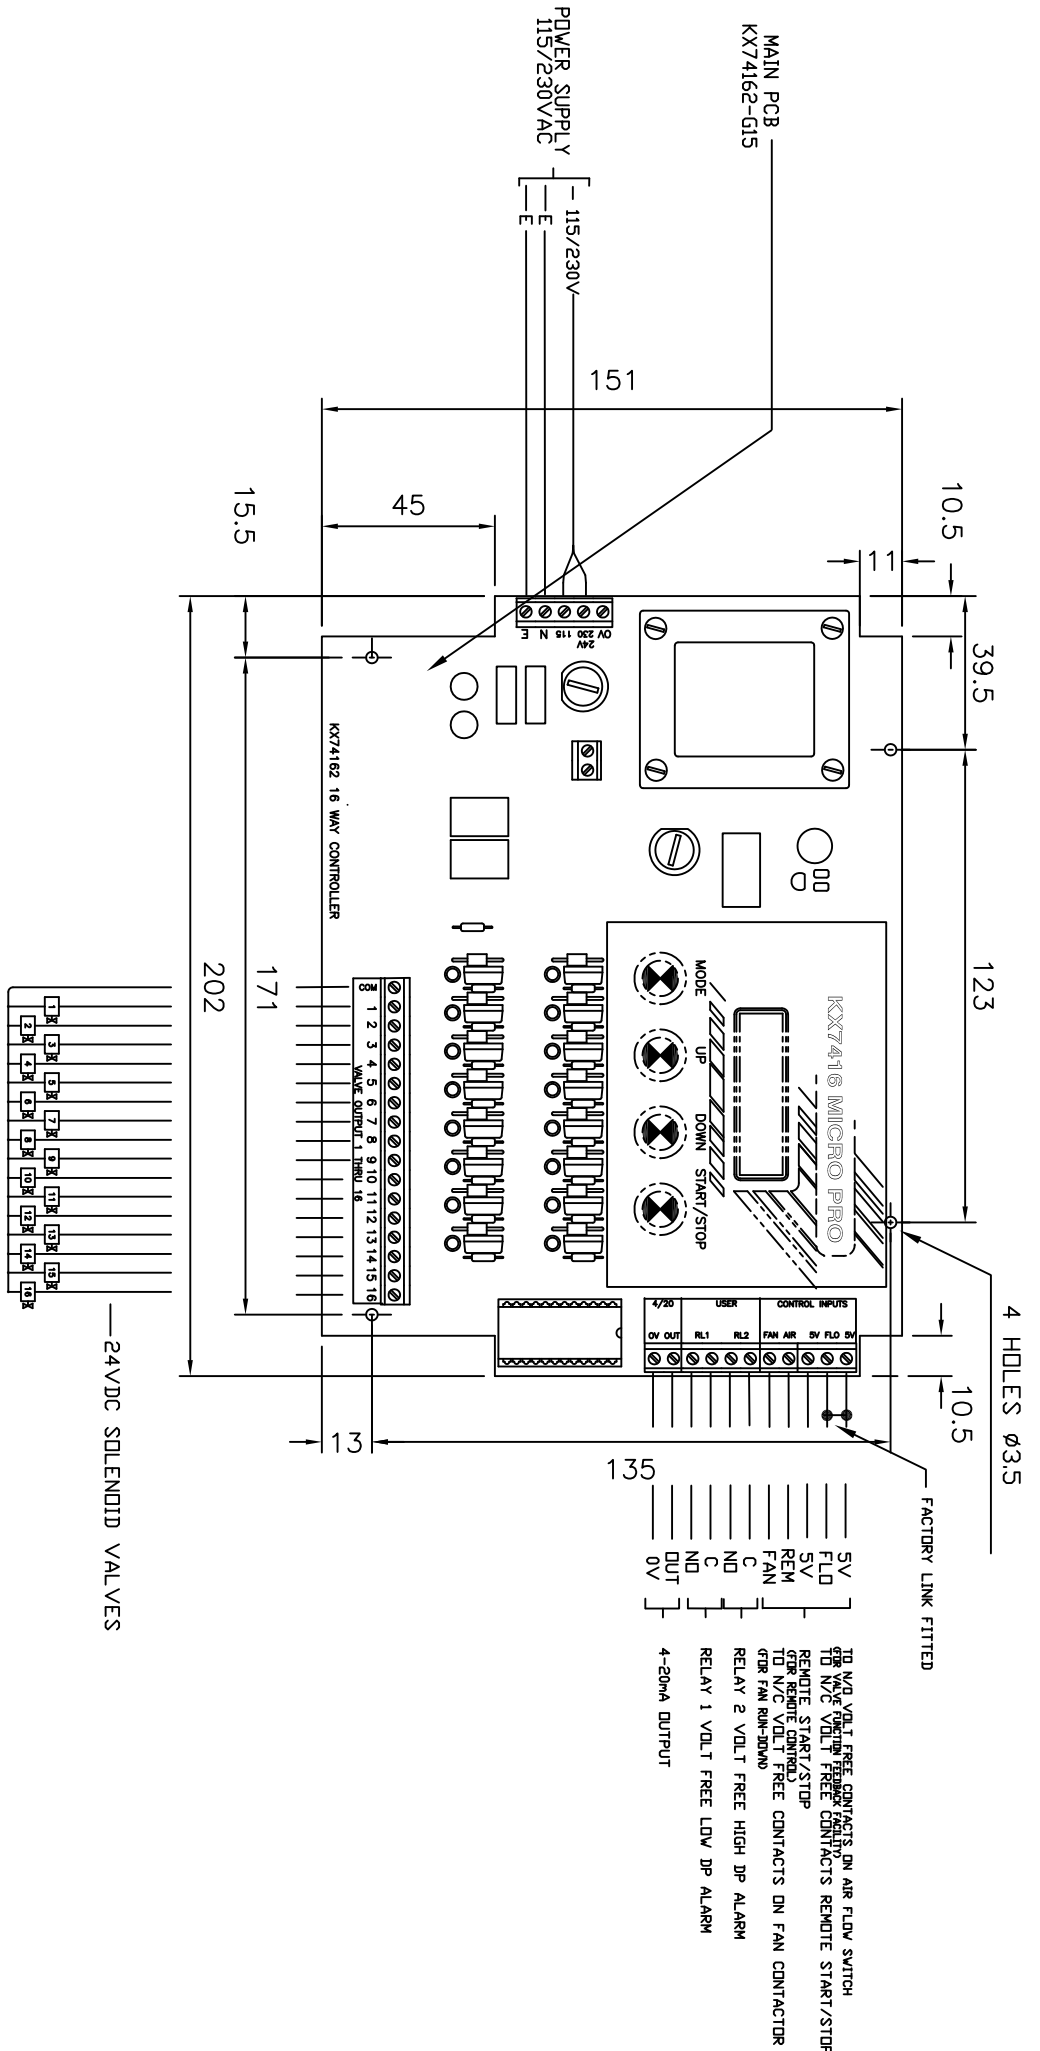 MAIN PCB
KX74162-G15
POWER SUPPLY
115/230VAC
115/230V
E
E
151
45
15.5
10.5
11
39.5
123
0V
24V
230
115
N
E
KX74162 16 WAY CONTROLLER
KX7416 MICRO PRO
MODE
UP
DOWN
START/STOP
COM
1
2
3
4
5
6
7
8
9
10
11
12
13
14
15
16
VALVE OUTPUT 1 THRU 16
171
202
4/20
USER
CONTROL INPUTS
0V
OUT
RL1
RL2
FAN
AIR
5V
FLO
5V
4 HOLES Ø3.5
10.5
13
135
FACTORY LINK FITTED
5V
FLO
5V
REM
FAN
C
NO
C
NO
OUT
0V
TO N/O VOLT FREE CONTACTS ON AIR FLOW SWITCH
(FOR VALVE FUNCTION FEEDBACK FACILITY)
TO N/C VOLT FREE CONTACTS REMOTE START/STOP
REMOTE START/STOP
(FOR REMOTE CONTROL)
TO N/C VOLT FREE CONTACTS ON FAN CONTACTOR
(FOR FAN RUN-DOWN)
RELAY 2 VOLT FREE HIGH DP ALARM
RELAY 1 VOLT FREE LOW DP ALARM
4-20mA OUTPUT
1
2
3
4
5
6
7
8
9
10
11
12
13
14
15
16
24VDC SOLENOID VALVES